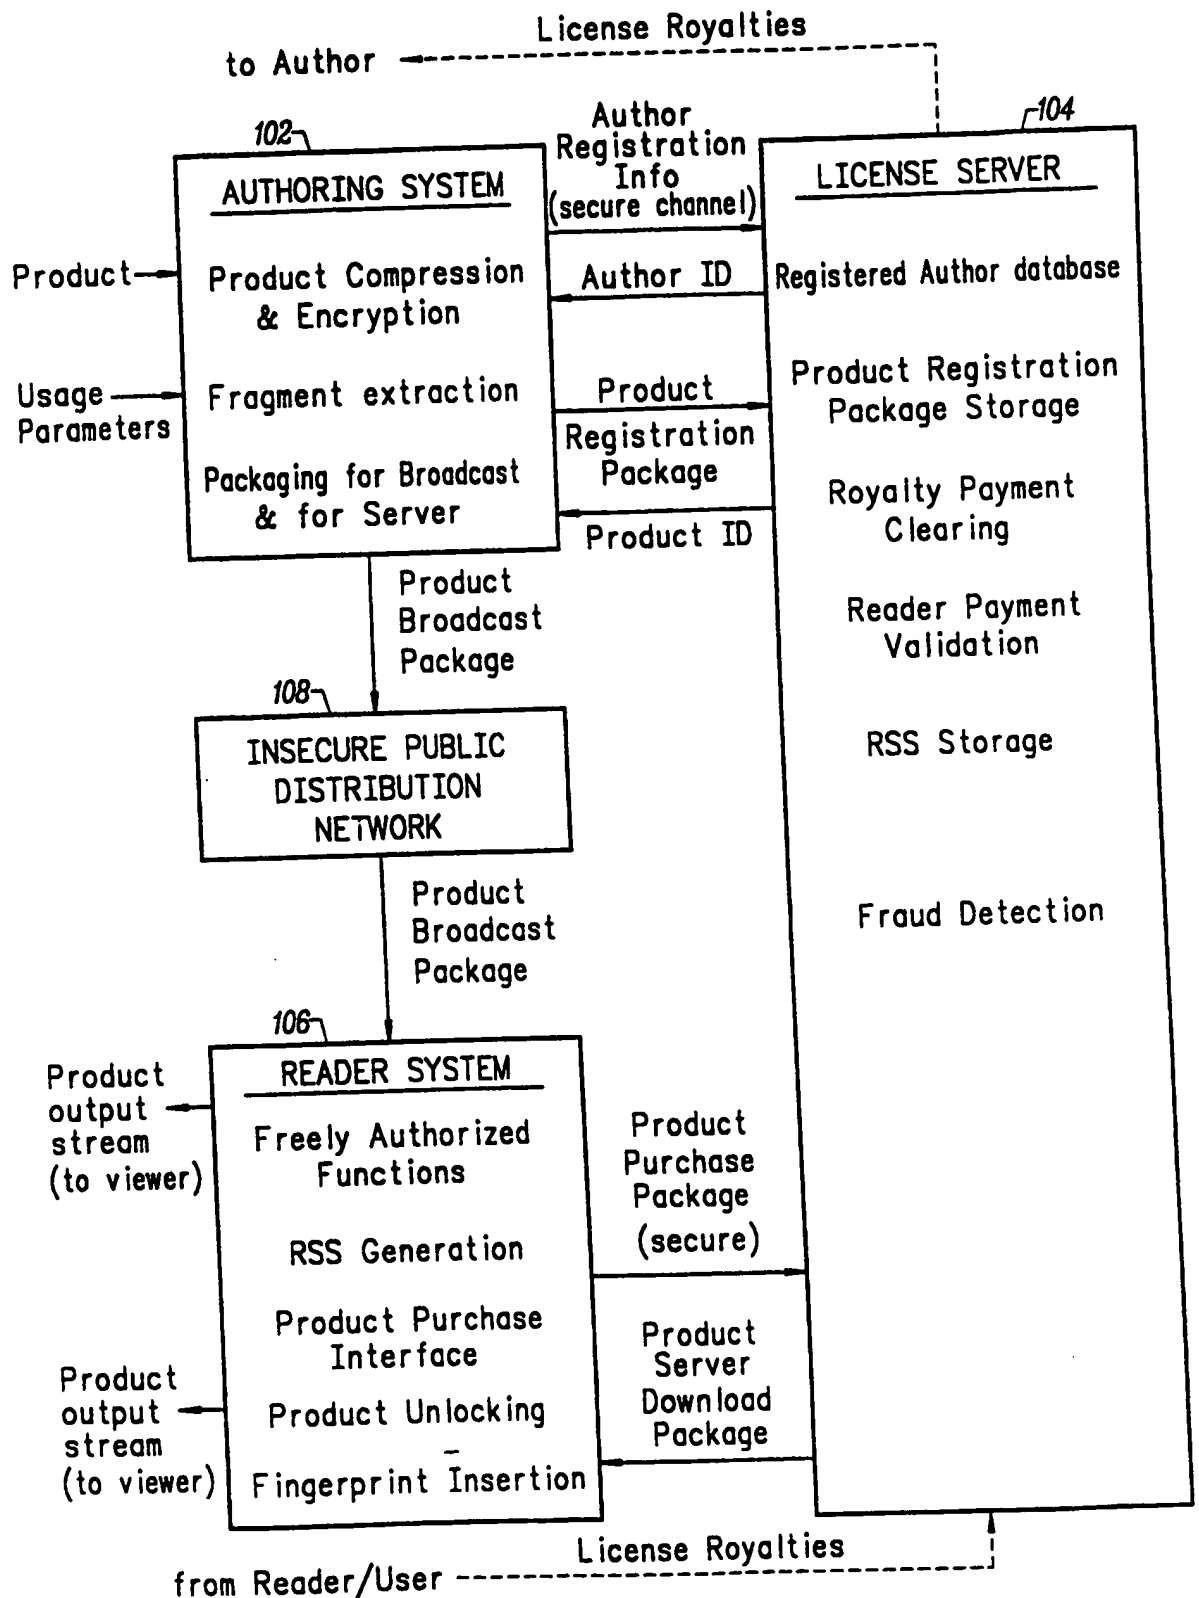 License Royalties
to Author
102
AUTHORING SYSTEM
Product
Product Compression
& Encryption
Usage
Parameters
Fragment extraction
Packaging for Broadcast
& for Server
Author
Registration
Info
(secure channel)
Author ID
Product
Registration
Package
Product ID
104
LICENSE SERVER
Registered Author database
Product Registration
Package Storage
Royalty Payment
Clearing
Reader Payment
Validation
RSS Storage
Fraud Detection
Product
Broadcast
Package
108
INSECURE PUBLIC
DISTRIBUTION
NETWORK
Product
Broadcast
Package
106
READER SYSTEM
Product
output
stream
(to viewer)
Freely Authorized
Functions
RSS Generation
Product Purchase
Interface
Product
output
stream
(to viewer)
Product Unlocking
Fingerprint Insertion
Product
Purchase
Package
(secure)
Product
Server
Download
Package
License Royalties
from Reader/User